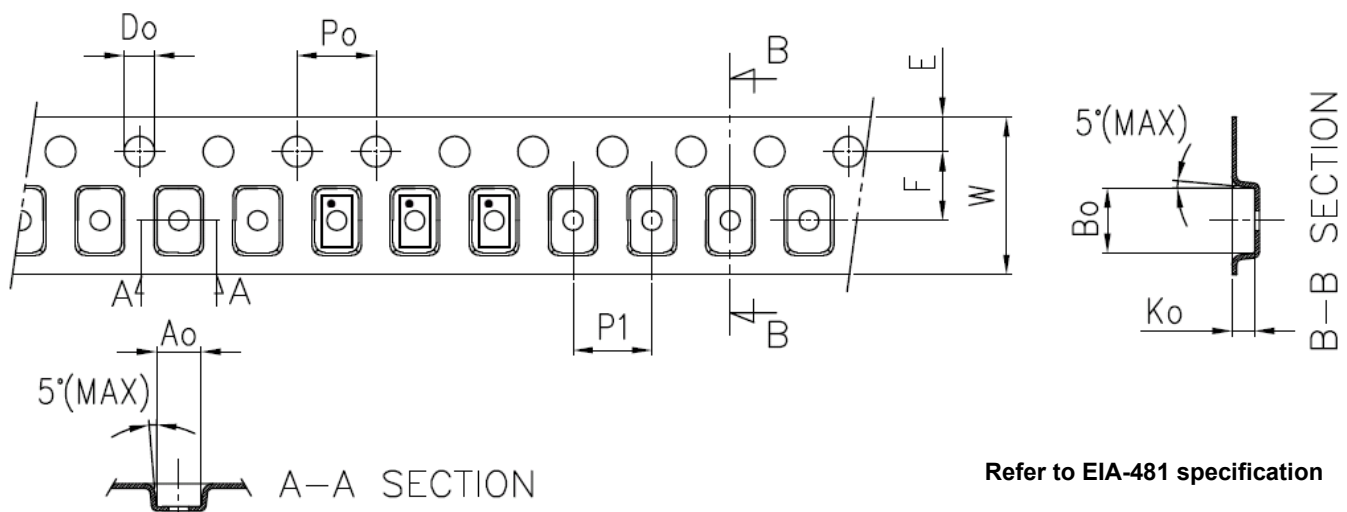 Do
Po
B
E
5°(MAX)
F
W
Bo
B-B SECTION
A
A
P1
B
Ko
Ao
5°(MAX)
A-A SECTION
Refer to EIA-481 specification